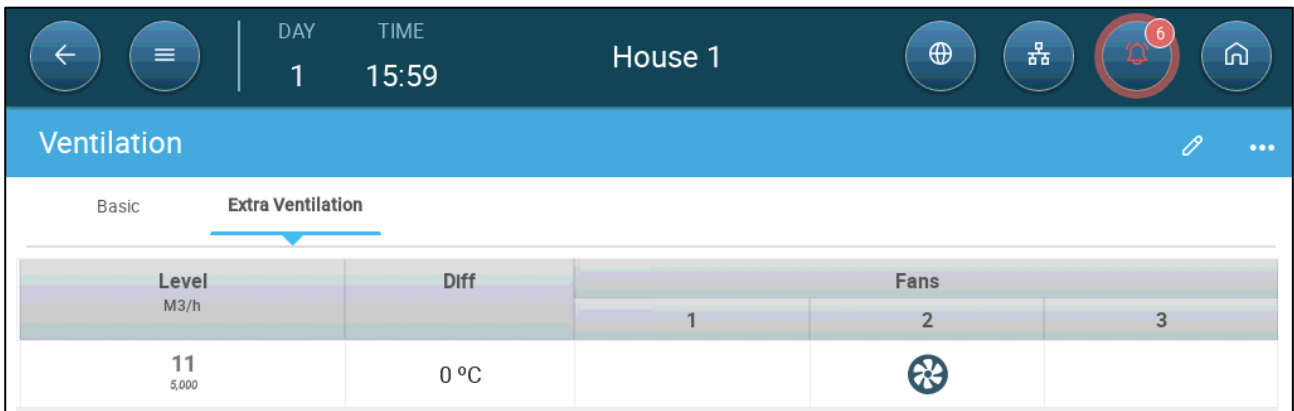 DAY TIME
1 15:59 House 1 6
Ventilation
Basic Extra Ventilation
Level Diff Fans
M3/h
1 2 3
11 0 ºC
5,000